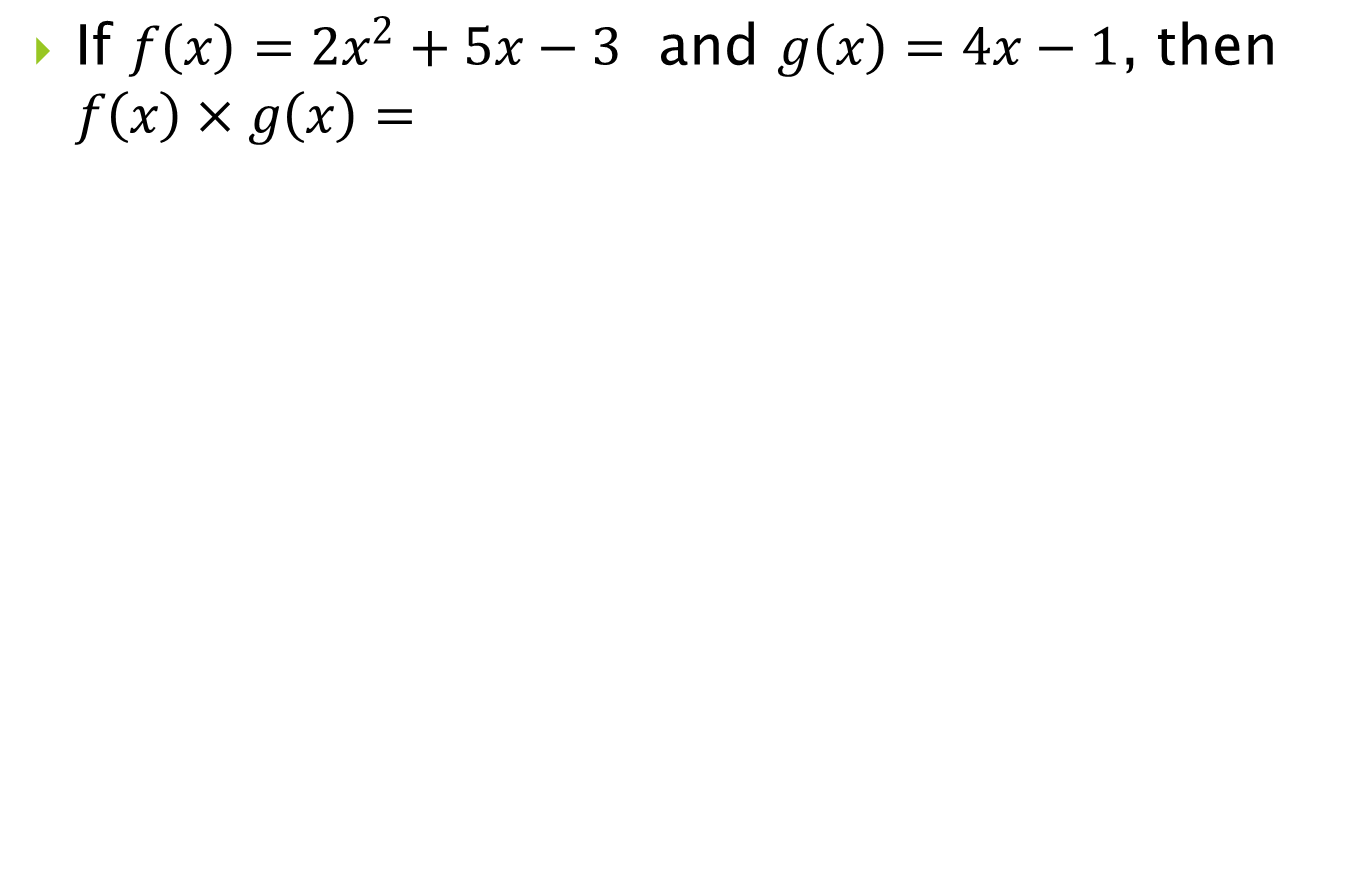 If 𝑓(𝑥) = 2𝑥² + 5𝑥 − 3 and 𝑔(𝑥) = 4𝑥 − 1, then
𝑓(𝑥) × 𝑔(𝑥) =